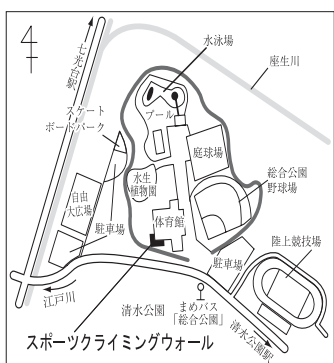 水泳場
座生川
七光台駅
プール
スケート
ボードパーク
庭球場
水生
植物園
総合公園
野球場
自由
大広場
体育館
駐車場
陸上競技場
駐車場
江戸川
清水公園
まめバス
「総合公園」
清水公園駅
スポーツクライミングウォール